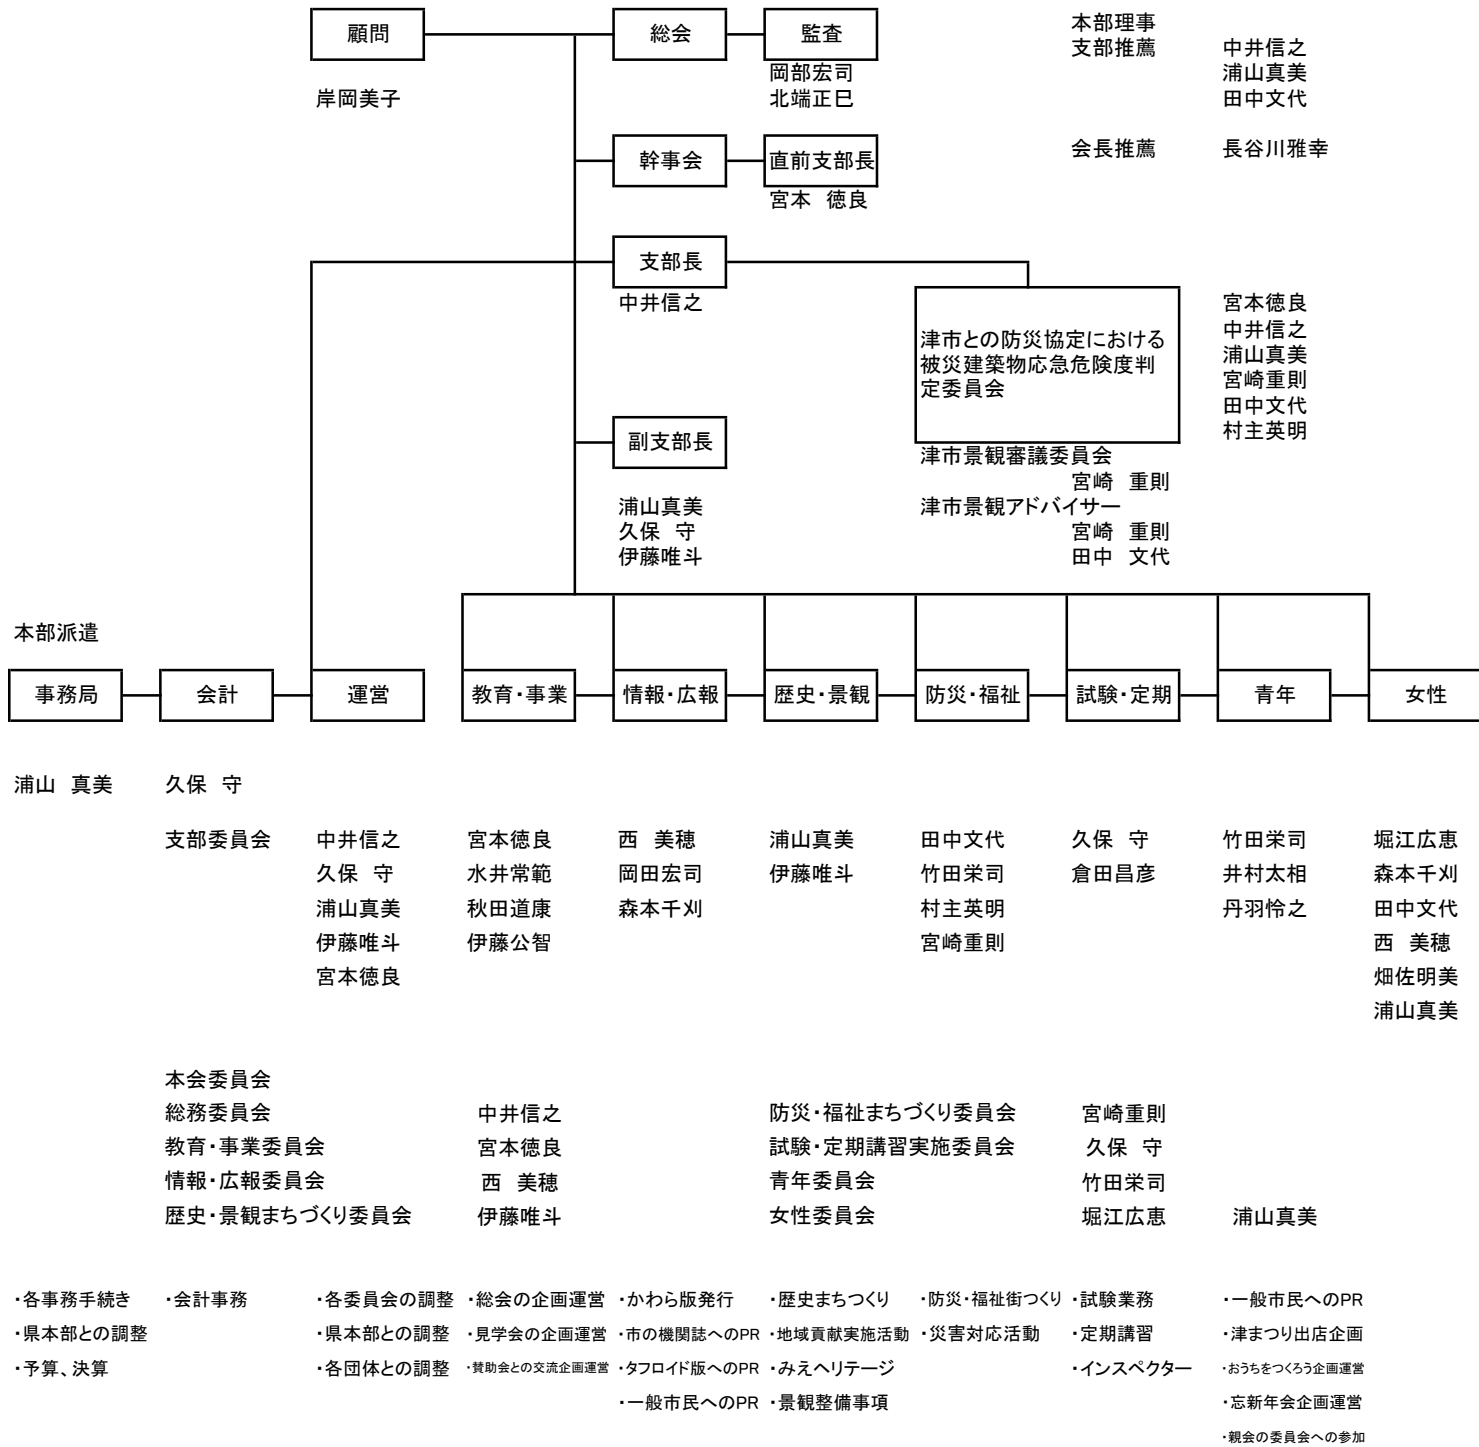 顧問
総会
監査
岸岡美子
岡部宏司
北端正巳
本部理事
支部推薦 中井信之
浦山真美
田中文代
会長推薦 長谷川雅幸
幹事会
直前支部長
宮本 徳良
支部長
中井信之
津市との防災協定における
被災建築物応急危険度判
定委員会
宮本徳良
中井信之
浦山真美
宮崎重則
田中文代
村主英明
副支部長
浦山真美
久保 守
伊藤唯斗
津市景観審議委員会
宮崎 重則
津市景観アドバイサー
宮崎 重則
田中 文代
本部派遣
事務局 会計 運営 教育・事業 情報・広報 歴史・景観 防災・福祉 試験・定期 青年 女性
浦山 真美 久保 守
支部委員会 中井信之 宮本徳良 西 美穂 浦山真美 田中文代 久保 守 竹田栄司 堀江広恵
久保 守 水井常範 岡田宏司 伊藤唯斗 竹田栄司 倉田昌彦 井村太相 森本千刈
浦山真美 秋田道康 森本千刈 村主英明 丹羽怜之 田中文代
伊藤唯斗 伊藤公智 宮崎重則 西 美穂
宮本徳良 畑佐明美
浦山真美
本会委員会
総務委員会 中井信之 防災・福祉まちづくり委員会 宮崎重則
教育・事業委員会 宮本徳良 試験・定期講習実施委員会 久保 守
情報・広報委員会 西 美穂 青年委員会 竹田栄司
歴史・景観まちづくり委員会 伊藤唯斗 女性委員会 堀江広恵 浦山真美
・各事務手続き ・会計事務 ・各委員会の調整 ・総会の企画運営 ・かわら版発行 ・歴史まちつくり ・防災・福祉街つくり ・試験業務 ・一般市民へのPR
・県本部との調整 ・県本部との調整 ・見学会の企画運営 ・市の機関誌へのPR ・地域貢献実施活動 ・災害対応活動 ・定期講習 ・津まつり出店企画
・予算、決算 ・各団体との調整 ・賛助会との交流企画運営 ・タフロイド版へのPR ・みえヘリテージ ・インスペクター ・おうちをつくろう企画運営
・一般市民へのPR ・景観整備事項 ・忘新年会企画運営
・親会の委員会への参加